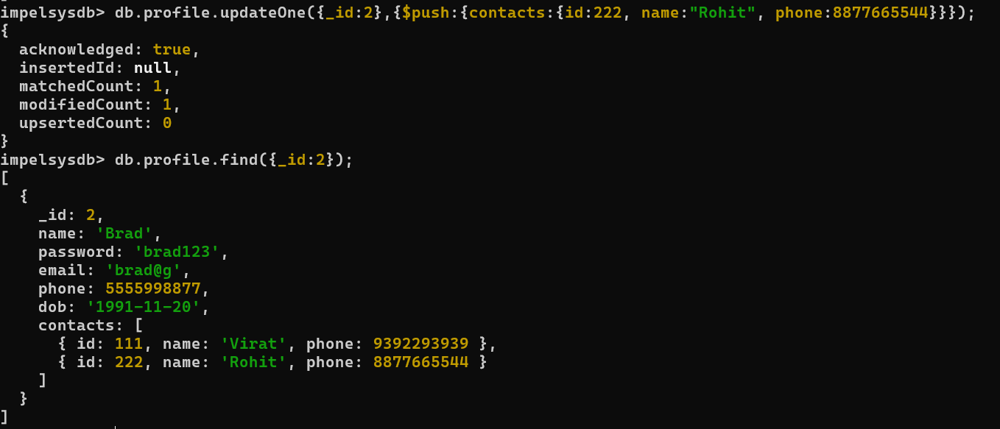 impelsysdb> db.profile.updateOne({_id:2},{$push:{contacts:{id:222, name:"Rohit", phone:8877665544}}});
{
  acknowledged: true,
  insertedId: null,
  matchedCount: 1,
  modifiedCount: 1,
  upsertedCount: 0
}
impelsysdb> db.profile.find({_id:2});
[
  {
    _id: 2,
    name: 'Brad',
    password: 'brad123',
    email: 'brad@g',
    phone: 5555998877,
    dob: '1991-11-20',
    contacts: [
      { id: 111, name: 'Virat', phone: 9392293939 },
      { id: 222, name: 'Rohit', phone: 8877665544 }
    ]
  }
]